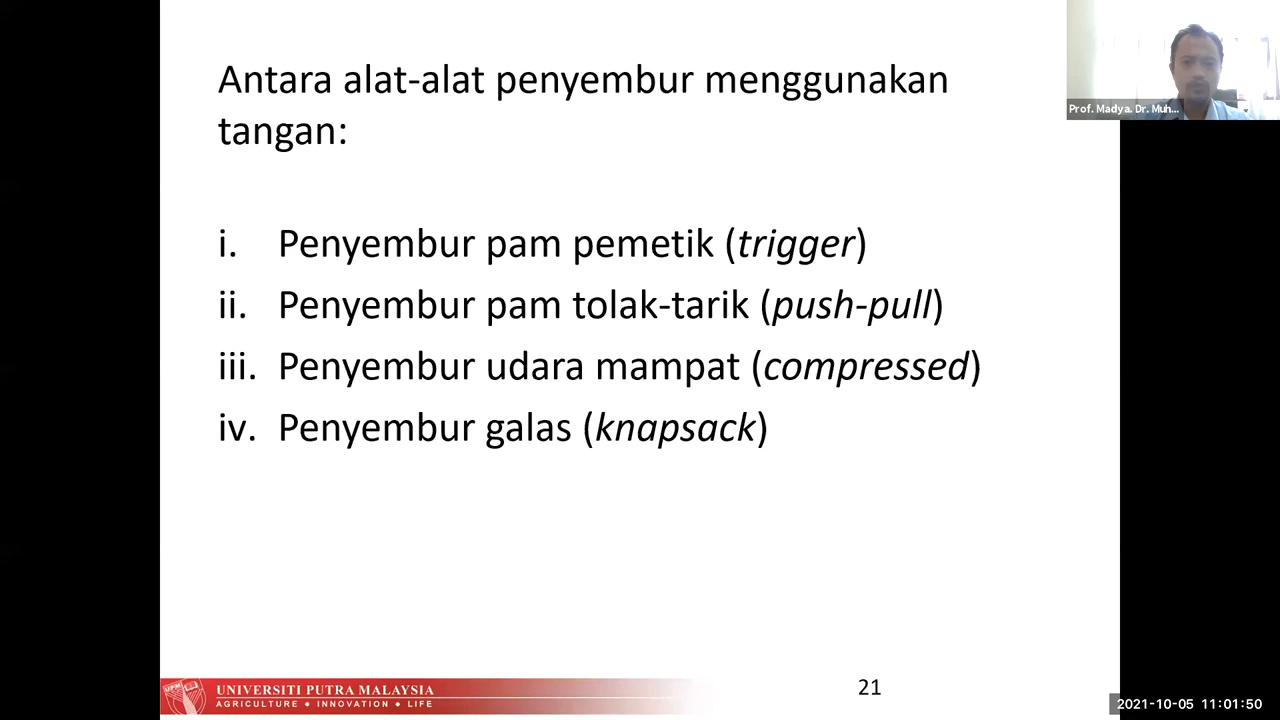 Antara alat-alat penyembur menggunakan
tangan:
i. Penyembur pam pemetik (trigger)
ii. Penyembur pam tolak-tarik (push-pull)
iii. Penyembur udara mampat (compressed)
iv. Penyembur galas (knapsack)
Prof. Madya. Dr. Muh...
UPM
UNIVERSITI PUTRA MALAYSIA
AGRICULTURE • INNOVATION • LIFE
21
2021-10-05 11:01:50